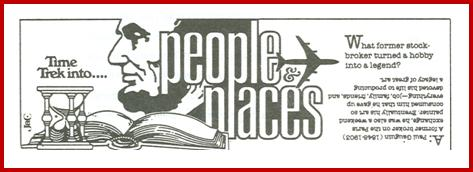 Time
Trek into....
people
&
places
What former stock-
broker turned a hobby
into a legend?
A: Paul Gauguin (1848-1903)
A former broker on the Paris
exchange, he was also a weekend
painter. Eventually his art so
consumed him that he gave up
everything—job, family, friends, and
devoted his life to producing
a legacy of great art.